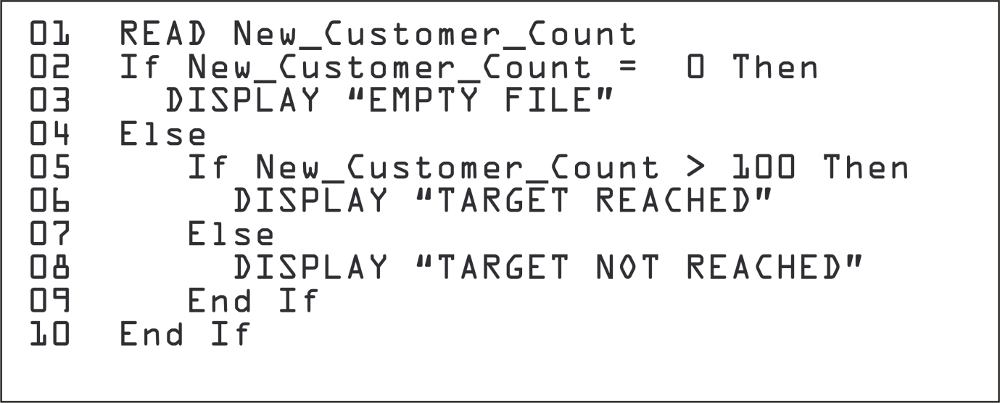 01 READ New_Customer_Count
02 If New_Customer_Count = 0 Then
03 DISPLAY “EMPTY FILE”
04 Else
05 If New_Customer_Count > 100 Then
06 DISPLAY “TARGET REACHED”
07 Else
08 DISPLAY “TARGET NOT REACHED”
09 End If
10 End If